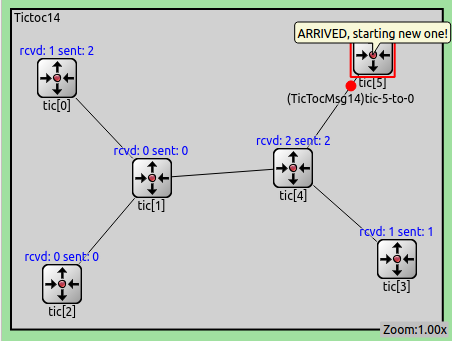 Tictoc14
ARRIVED, starting new one!
rcvd: 1 sent: 2
tic[0]
tic[5]
(TicTocMsg14)tic-5-to-0
rcvd: 0 sent: 0
rcvd: 2 sent: 2
tic[1]
tic[4]
rcvd: 1 sent: 1
rcvd: 0 sent: 0
tic[3]
tic[2]
Zoom:1.00x